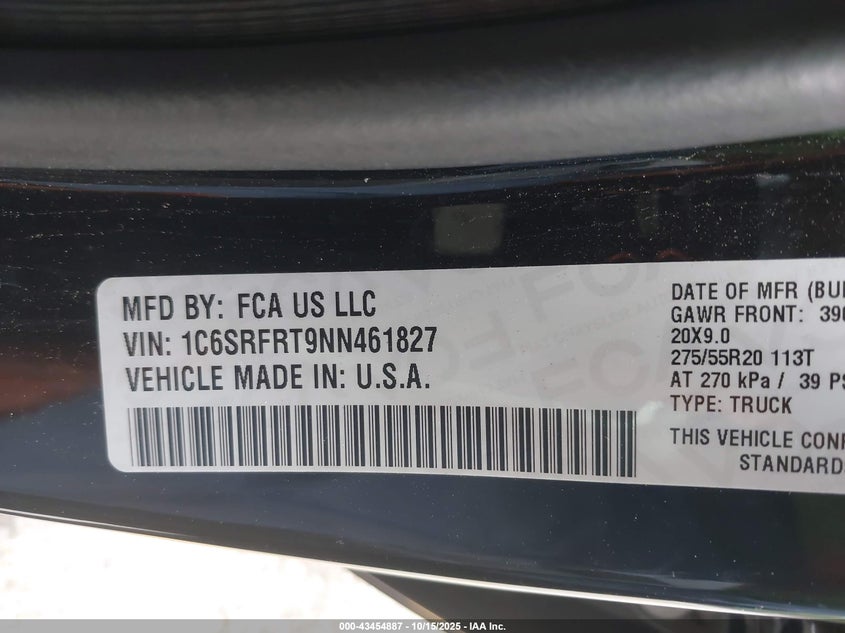 MFD BY: FCA US LLC
VIN: 1C6SRFRT9NN461827
VEHICLE MADE IN: U.S.A.
DATE OF MFR
GAWR FRONT:
20X9.0
275/55R20 113T
AT 270 kPa / 39
TYPE: TRUCK
THIS VEHICLE
000-43454887 - 10/15/2025 - IAA Inc.